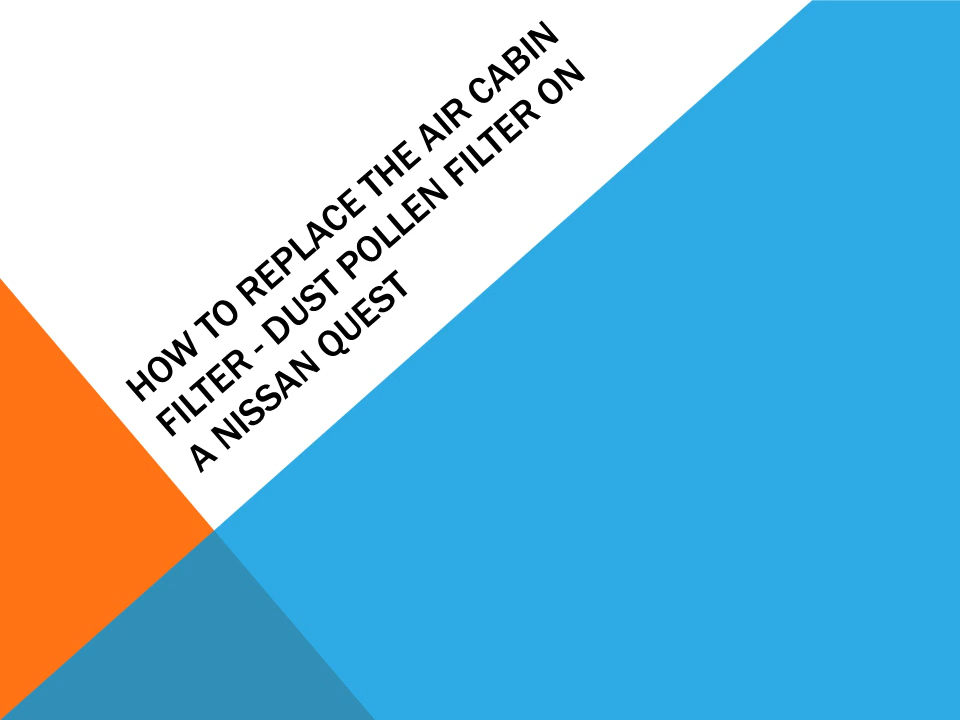 HOW TO REPLACE THE AIR CABIN
FILTER - DUST POLLEN FILTER ON
A NISSAN QUEST